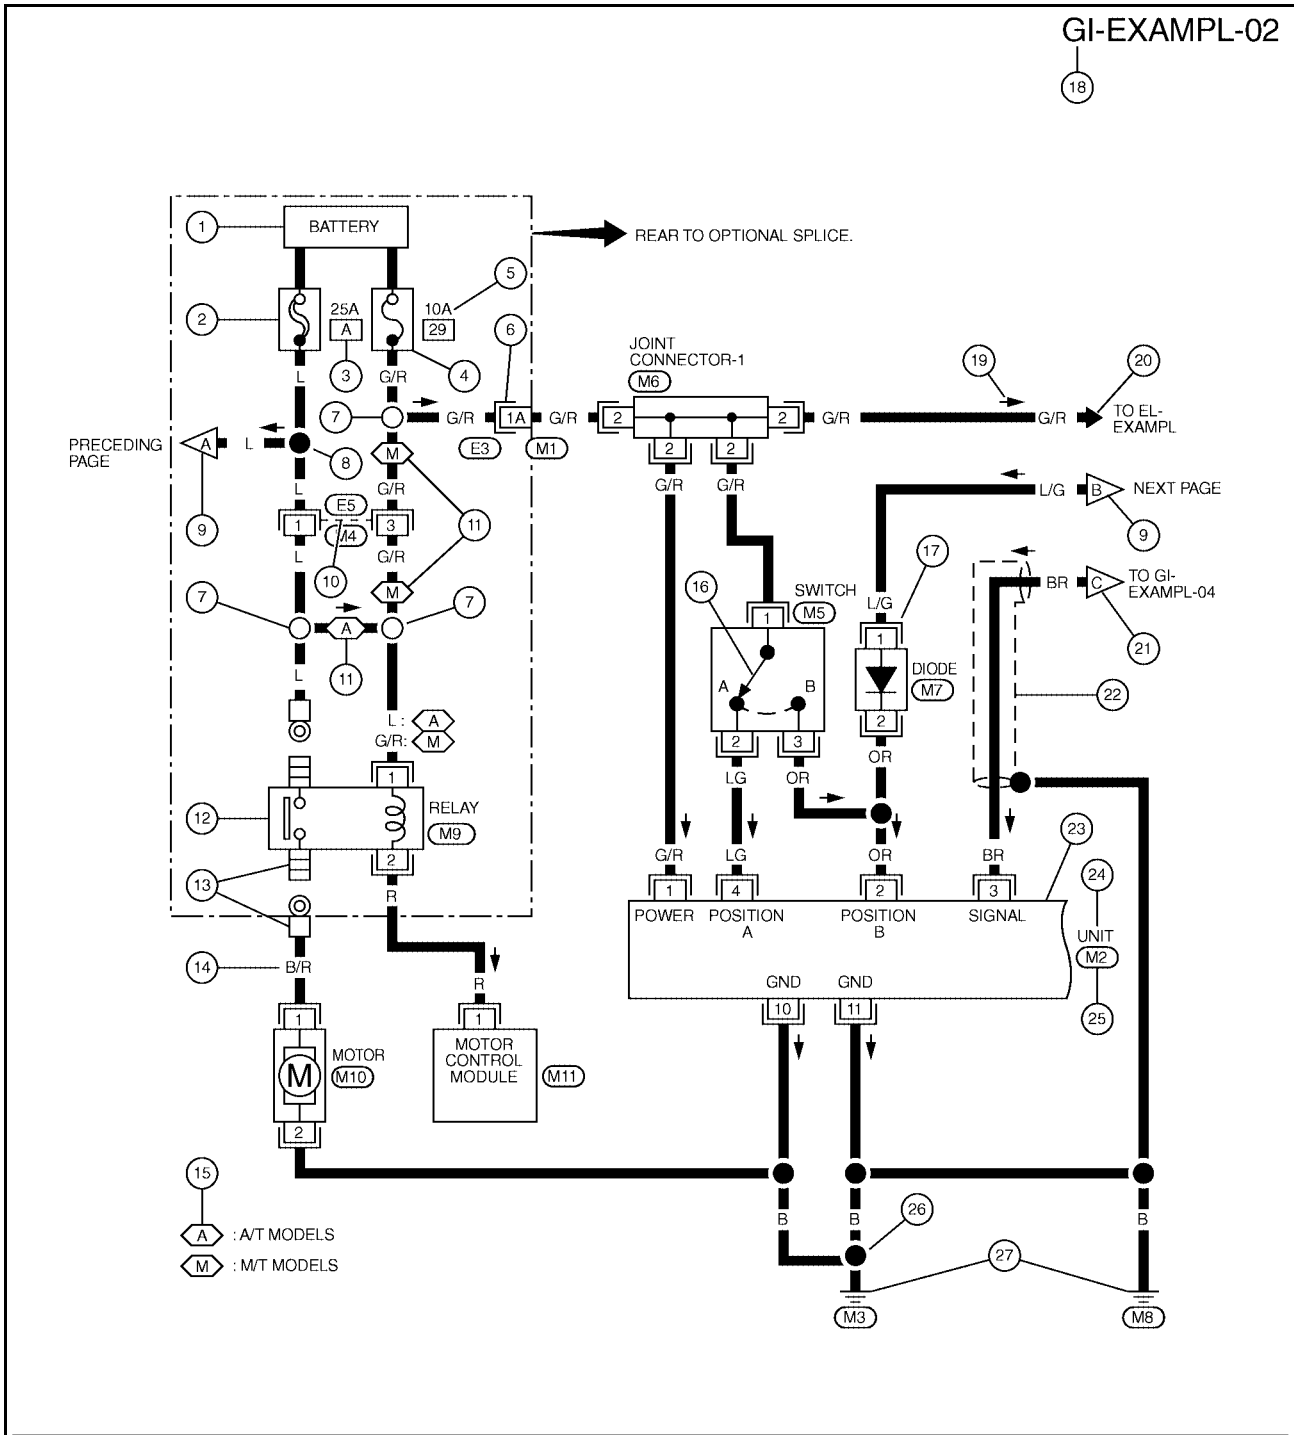 GI-EXAMPL-02
18
1
BATTERY
REAR TO OPTIONAL SPLICE.
5
2
25A
A
10A
29
6
3
4
L
G/R
JOINT
CONNECTOR-1
M6
19
20
7
G/R
1A
G/R
2
2
G/R
G/R
TO EL-
EXAMPL
PRECEDING
PAGE
A
L
8
M
E3
M1
2
2
L
G/R
G/R
G/R
L/G
B
NEXT PAGE
9
E5
11
9
1
M4
3
17
L
10
G/R
16
BR
C
TO GI-
EXAMPL-04
7
M
7
SWITCH
M5
L/G
1
1
A
21
L
11
A
B
DIODE
M7
22
L :
A
2
G/R:
M
2
3
OR
1
LG
OR
12
RELAY
M9
23
2
G/R
LG
OR
BR
13
R
1
4
2
3
24
POWER
POSITION
A
POSITION
B
SIGNAL
UNIT
M2
14
B/R
R
GND
GND
10
11
25
1
1
MOTOR
M10
M
MOTOR
CONTROL
MODULE
M11
2
15
B
B
26
B
A
: A/T MODELS
27
M
: M/T MODELS
M3
M8